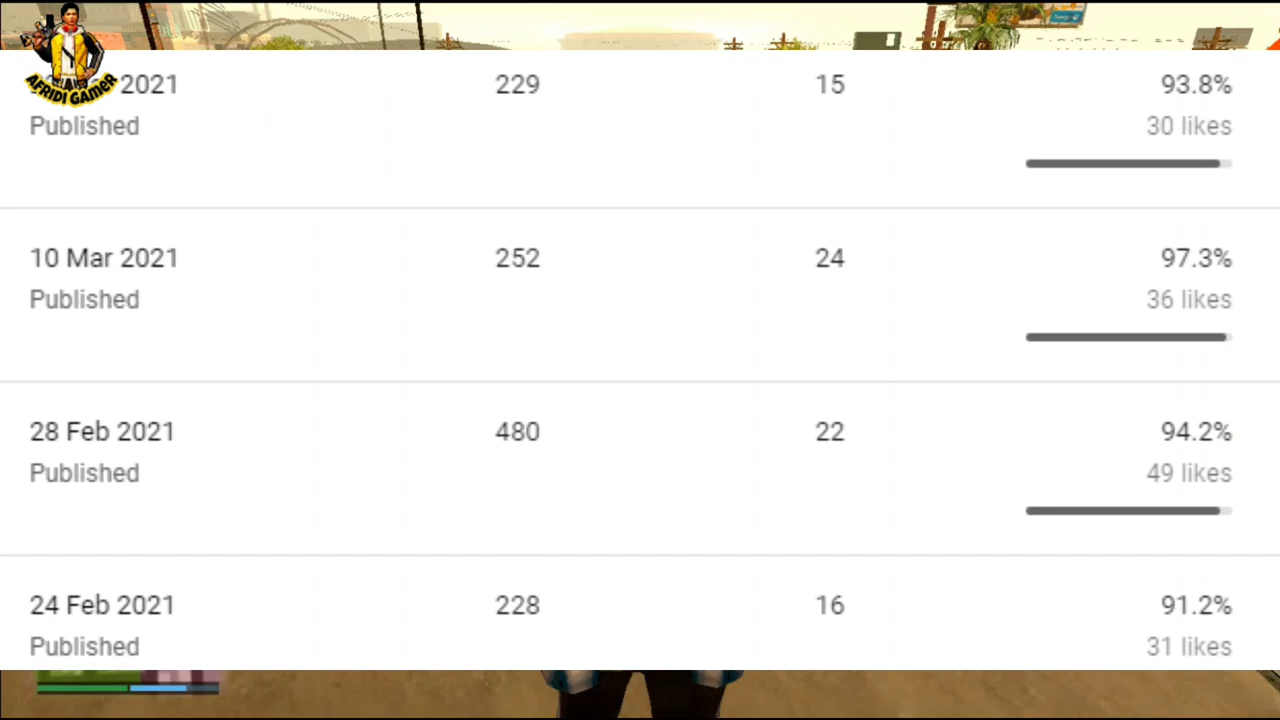 AFRIDI GAMER
2021 229 15 93.8%
Published 30 likes
10 Mar 2021 252 24 97.3%
Published 36 likes
28 Feb 2021 480 22 94.2%
Published 49 likes
24 Feb 2021 228 16 91.2%
Published 31 likes